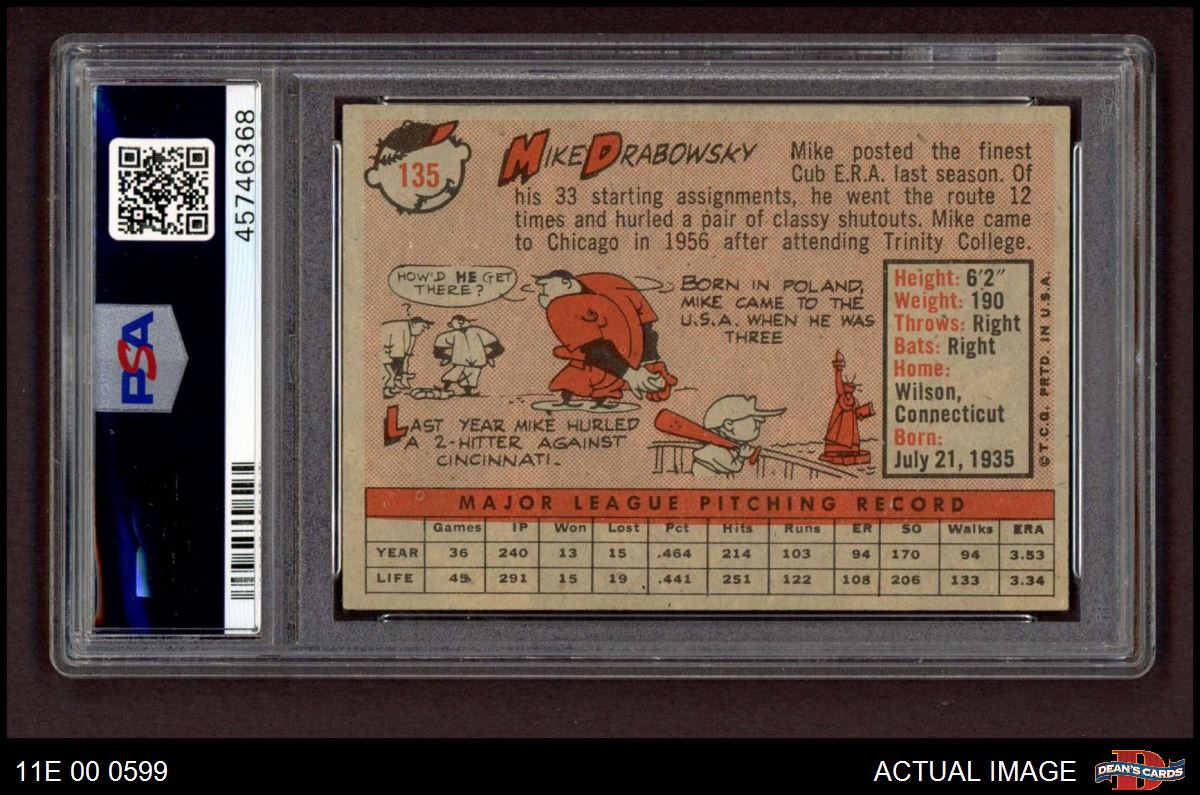 45746368
PSA
135
MIKE DRABOWSKY
Mike posted the finest
Cub E.R.A. last season. Of
his 33 starting assignments, he went the route 12
times and hurled a pair of classy shutouts. Mike came
to Chicago in 1956 after attending Trinity College.
HOW'D HE GET
THERE?
?
BORN IN POLAND,
MIKE CAME TO THE
U.S.A. WHEN HE WAS
THREE
LAST YEAR MIKE HURLED
A 2-HITTER AGAINST
CINCINNATI.
Height: 6'2"
Weight: 190
Throws: Right
Bats: Right
Home:
Wilson,
Connecticut
Born:
July 21, 1935
© T.C.G. PRTD. IN U.S.A.
MAJOR LEAGUE PITCHING RECORD
Games IP Won Lost Pct Hits Runs ER SO Walks ERA
YEAR 36 240 13 15 .464 214 103 94 170 94 3.53
LIFE 45 291 15 19 .441 251 122 108 206 133 3.34
11E 00 0599
ACTUAL IMAGE
D
DEAN'S CARDS